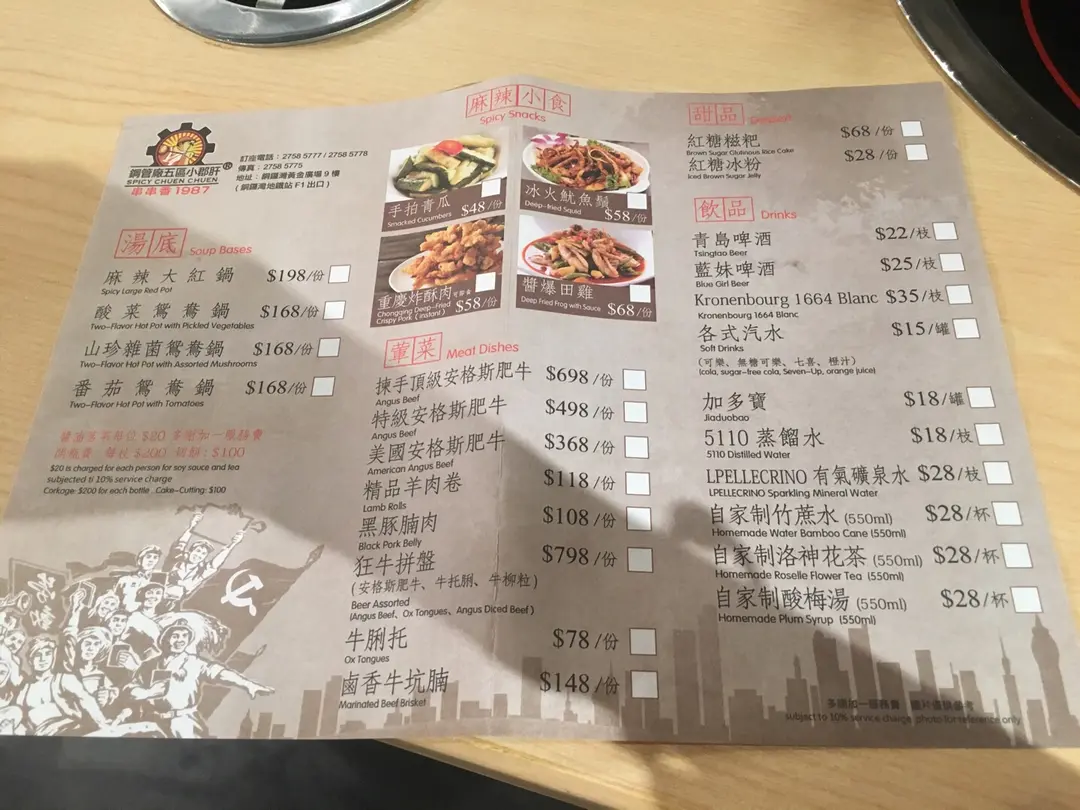 鋼管廠五區小郡肝®
SPICY CHUEN CHUEN
串串香1987
訂座電話：2758 5777 / 2758 5778
傳真：2758 5775
地址：銅鑼灣黃金廣場 9 樓
(銅鑼灣地鐵站 F1 出口)
湯底 Soup Bases
麻辣大紅鍋 $198/份
Spicy Large Red Pot
酸菜鴛鴦鍋 $168/份
Two-Flavor Hot Pot with Pickled Vegetables
山珍雜菌鴛鴦鍋 $168/份
Two-Flavor Hot Pot with Assorted Mushrooms
番茄鴛鴦鍋 $168/份
Two-Flavor Hot Pot with Tomatoes
$20 is charged for each person for soy sauce and tea
subjected ti 10% service charge
Corkage: $200 for each bottle . Cake-Cutting: $100
麻辣小食
Spicy Snacks
手拍青瓜 $48/份
Smacked Cucumbers
冰火魷魚鬚 $58/份
Deep-fried Squid
重慶炸酥肉 $58/份
Chongqing Deep-Fried
Crispy Pork (instant)
醬爆田雞 $68/份
Deep Fried Frog with Sauce
葷菜 Meat Dishes
揀手頂級安格斯肥牛 $698/份
Angus Beef
特級安格斯肥牛 $498/份
Angus Beef
美國安格斯肥牛 $368/份
American Angus Beef
精品羊肉卷 $118/份
Lamb Rolls
黑豚腩肉 $108/份
Black Pork Belly
狂牛拼盤 $798/份
(安格斯肥牛、牛托脷、牛柳粒)
Beer Assorted
(Angus Beef、Ox Tongues、Angus Diced Beef)
牛脷托 $78/份
Ox Tongues
鹵香牛坑腩 $148/份
Marinated Beef Brisket
甜品 Dessert
紅糖糍粑 $68/份
Brown Sugar Glutinous Rice Cake
紅糖冰粉 $28/份
Iced Brown Sugar Jelly
飲品 Drinks
青島啤酒 $22/枝
Tsingtao Beer
藍妹啤酒 $25/枝
Blue Girl Beer
Kronenbourg 1664 Blanc $35/枝
Kronenbourg 1664 Blanc
各式汽水 $15/罐
Soft Drinks
(可樂、無糖可樂、七喜、橙汁)
(cola, sugar-free cola, Seven-Up, orange juice)
加多寶 $18/罐
Jiaduobao
5110 蒸餾水 $18/枝
5110 Distilled Water
LPELLECRINO 有氣礦泉水 $28/枝
LPELLECRINO Sparkling Mineral Water
自家制竹蔗水 (550ml) $28/杯
Homemade Water Bamboo Cane (550ml)
自家制洛神花茶 (550ml) $28/杯
Homemade Roselle Flower Tea (550ml)
自家制酸梅湯 (550ml) $28/杯
Homemade Plum Syrup (550ml)
subject to 10% service charge, photo for reference only